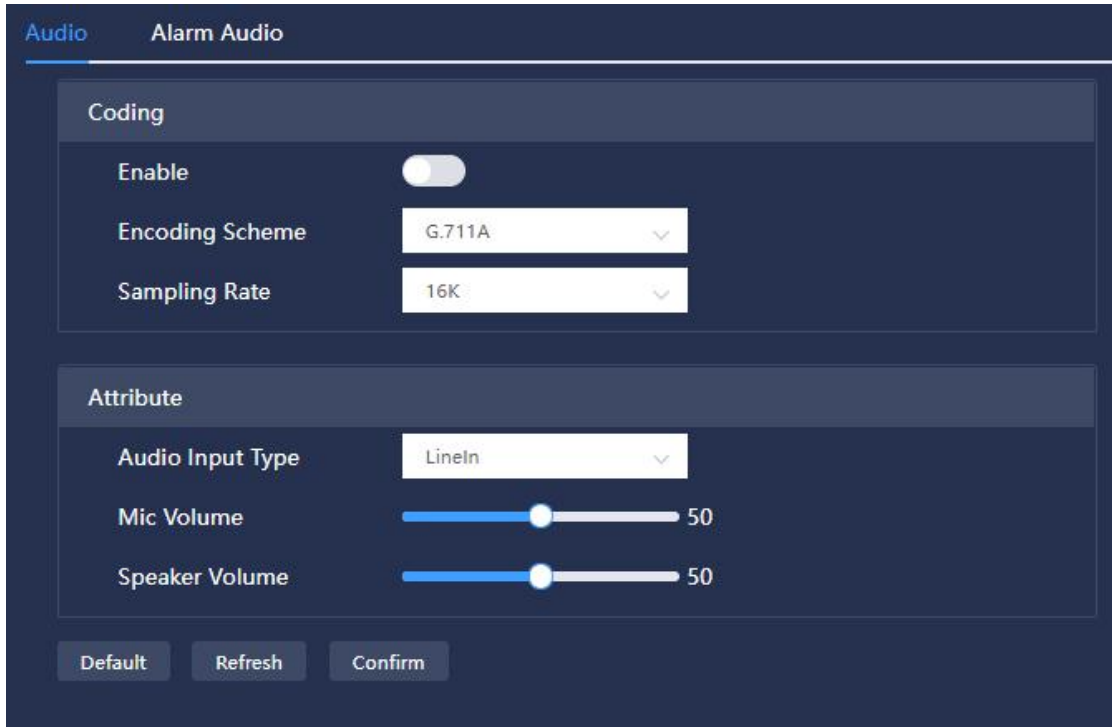 Audio Alarm Audio
Coding
Enable
Encoding Scheme G.711A
Sampling Rate 16K
Attribute
Audio Input Type LineIn
Mic Volume 50
Speaker Volume 50
Default Refresh Confirm